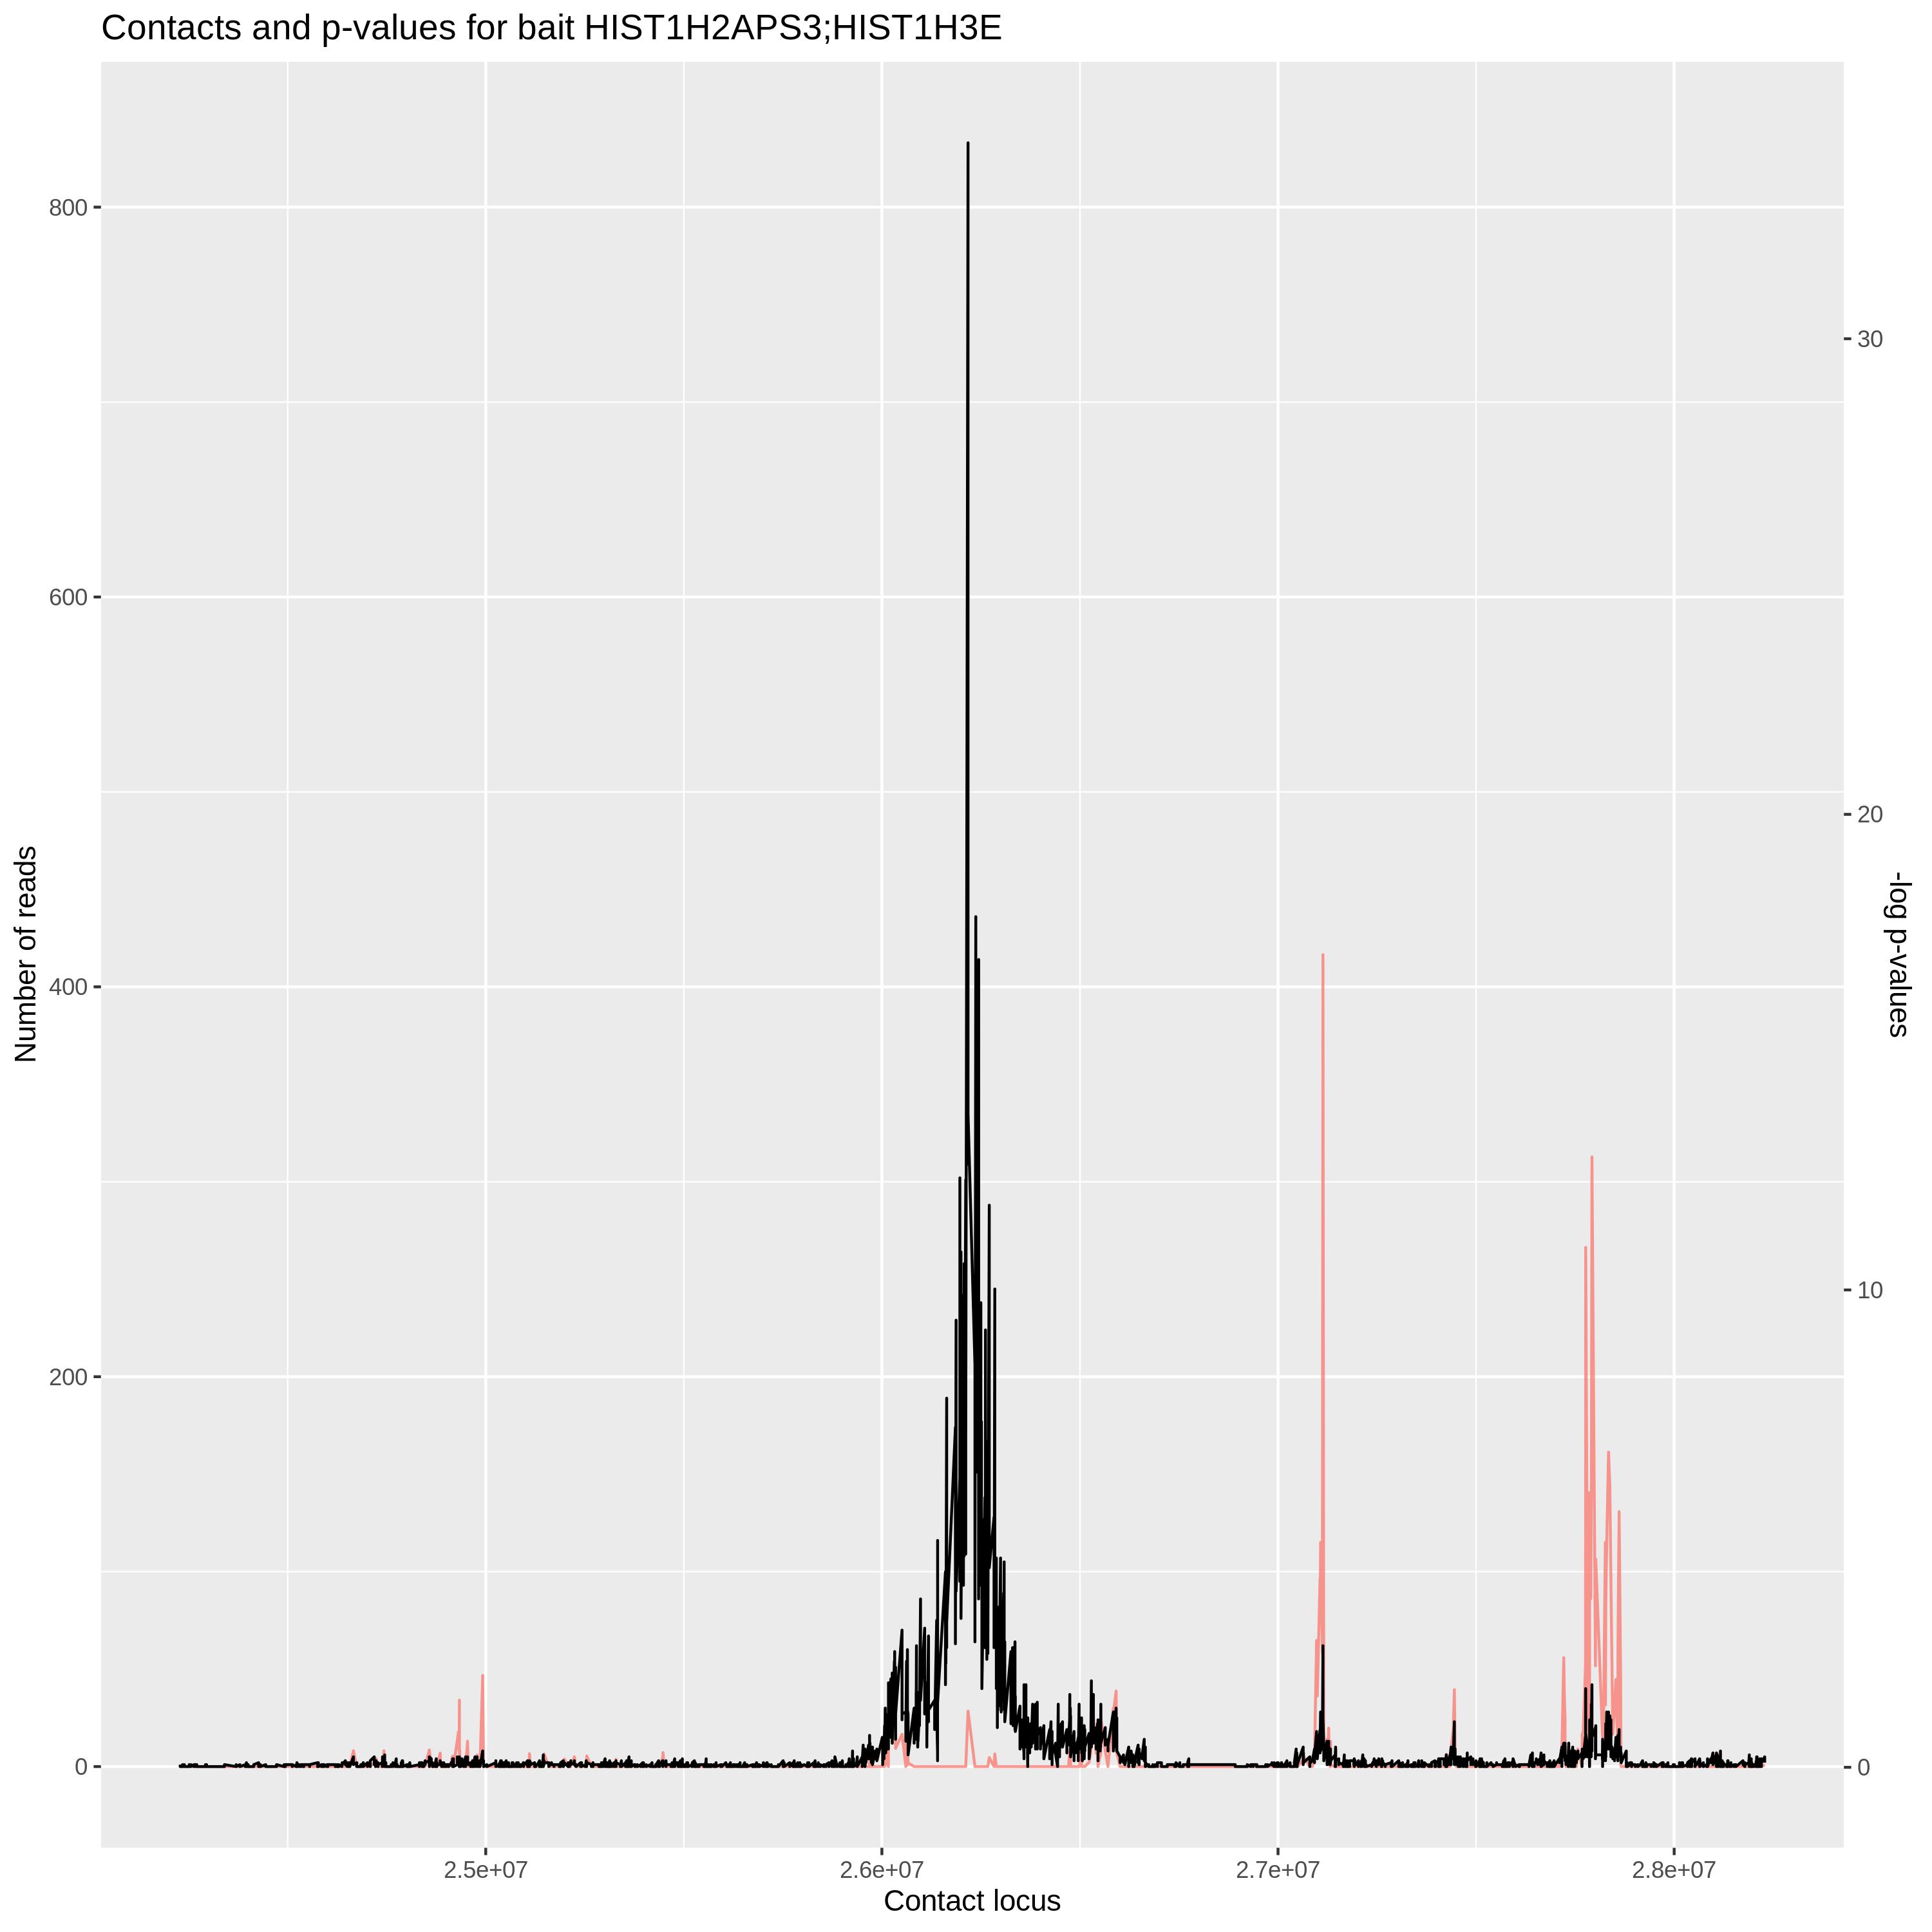 Contacts and p-values for bait HIST1H2APS3;HIST1H3E
800
600
400
200
0
Number of reads
30
20
10
0
-log p-values
2.5e+07
2.6e+07
2.7e+07
2.8e+07
Contact locus